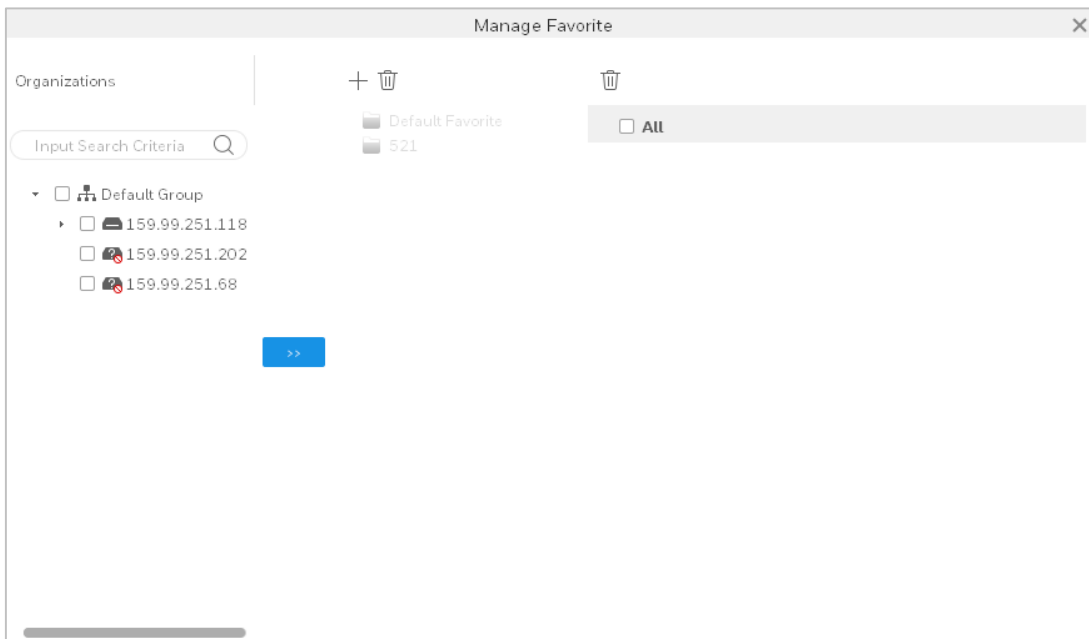 Manage Favorite
Organizations
Input Search Criteria
Default Group
159.99.251.118
159.99.251.202
159.99.251.68
>>
Default Favorite
521
All